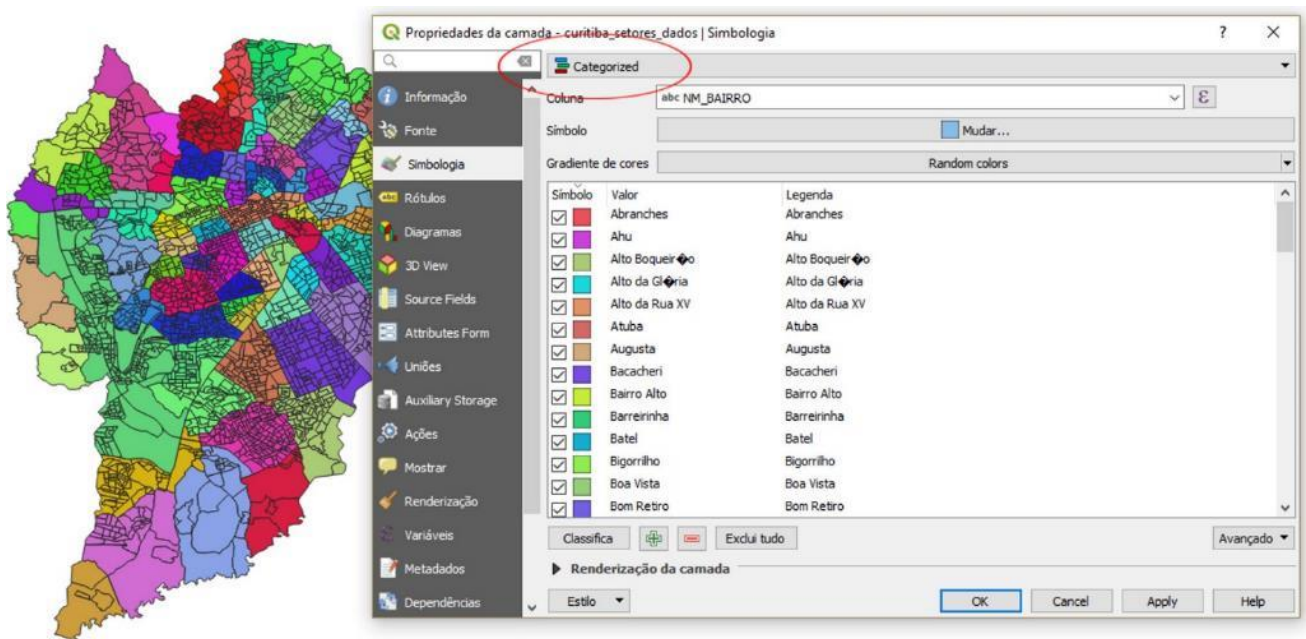 Propriedades da camada - curitiba_setores_dados | Simbologia
? X
Categorized
Informação
Coluna abc NM_BAIRRO ε
Fonte
Símbolo Mudar...
Simbologia
Gradiente de cores Random colors
Símbolo Valor Legenda
abc Rótulos
Abranches Abranches
Diagramas
Ahu Ahu
Alto Boqueir�o Alto Boqueir�o
3D View
Alto da Gl�ria Alto da Gl�ria
Source Fields
Alto da Rua XV Alto da Rua XV
Attributes Form
Atuba Atuba
Augusta Augusta
Uniões
Bacacheri Bacacheri
Auxiliary Storage
Bairro Alto Bairro Alto
Barreirinha Barreirinha
Ações
Batel Batel
Mostrar
Bigorrilho Bigorrilho
Boa Vista Boa Vista
Renderização
Bom Retiro Bom Retiro
Variáveis
Classifica Exclui tudo Avançado
Metadados
Renderização da camada
Dependências
Estilo OK Cancel Apply Help